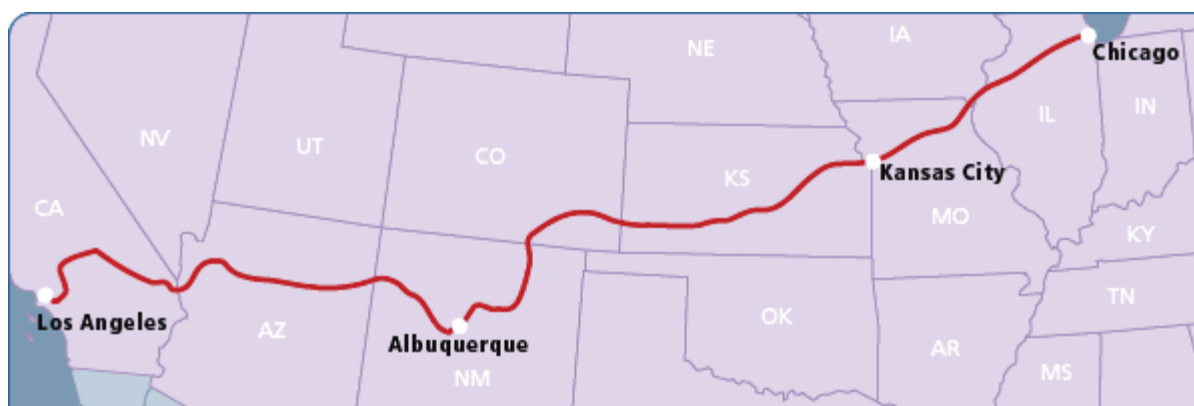 NE
IA
Chicago
NV
UT
CO
IL
IN
KS
Kansas City
CA
MO
KY
Los Angeles
AZ
Albuquerque
NM
OK
TN
AR
MS